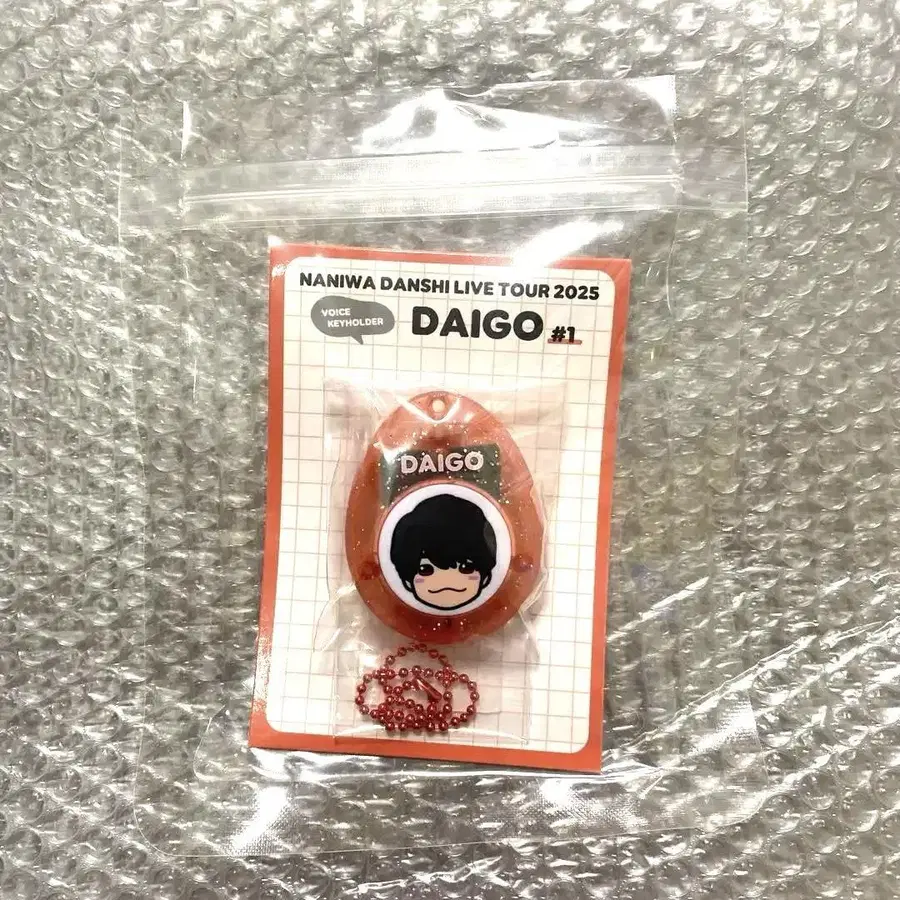 NANIWA DANSHI LIVE TOUR 2025
VOICE
KEYHOLDER
DAIGO #1
DAIGO